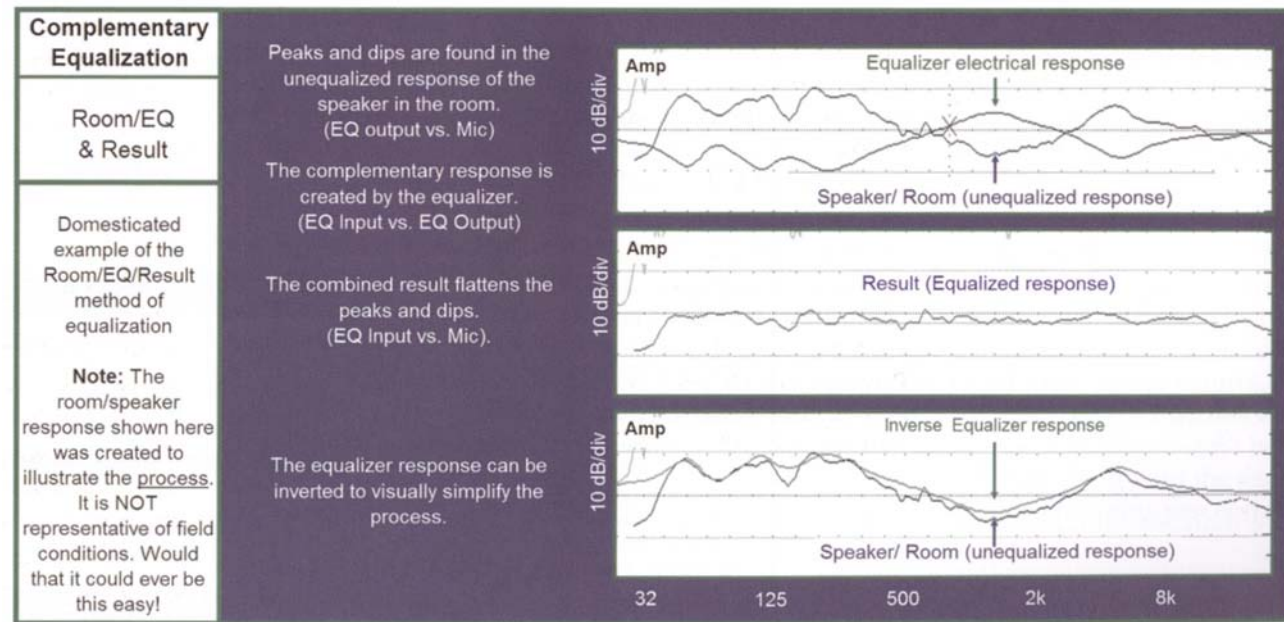 Complementary
Equalization
Room/EQ
& Result
Domesticated
example of the
Room/EQ/Result
method of
equalization
Note: The
room/speaker
response shown here
was created to
illustrate the process.
It is NOT
representative of field
conditions. Would
that it could ever be
this easy!
Peaks and dips are found in the
unequalized response of the
speaker in the room.
(EQ output vs. Mic)
The complementary response is
created by the equalizer.
(EQ Input vs. EQ Output)
The combined result flattens the
peaks and dips.
(EQ Input vs. Mic).
The equalizer response can be
inverted to visually simplify the
process.
10 dB/div
Amp
Equalizer electrical response
Speaker/ Room (unequalized response)
10 dB/div
Amp
Result (Equalized response)
10 dB/div
Amp
Inverse Equalizer response
Speaker/ Room (unequalized response)
32 125 500 2k 8k